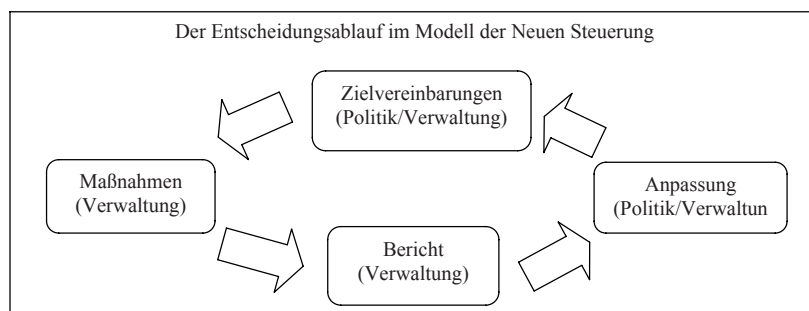 Der Entscheidungsablauf im Modell der Neuen Steuerung
Zielvereinbarungen
(Politik/Verwaltung)
Maßnahmen
(Verwaltung)
Anpassung
(Politik/Verwaltun
Bericht
(Verwaltung)